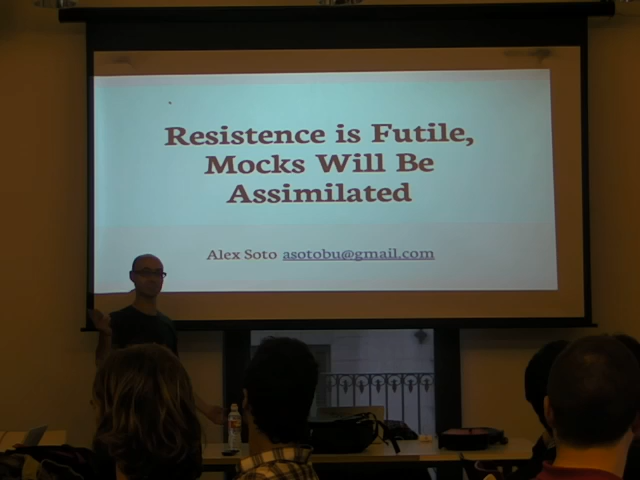 Resistence is Futile,
Mocks Will Be
Assimilated
Alex Soto asotobu@gmail.com